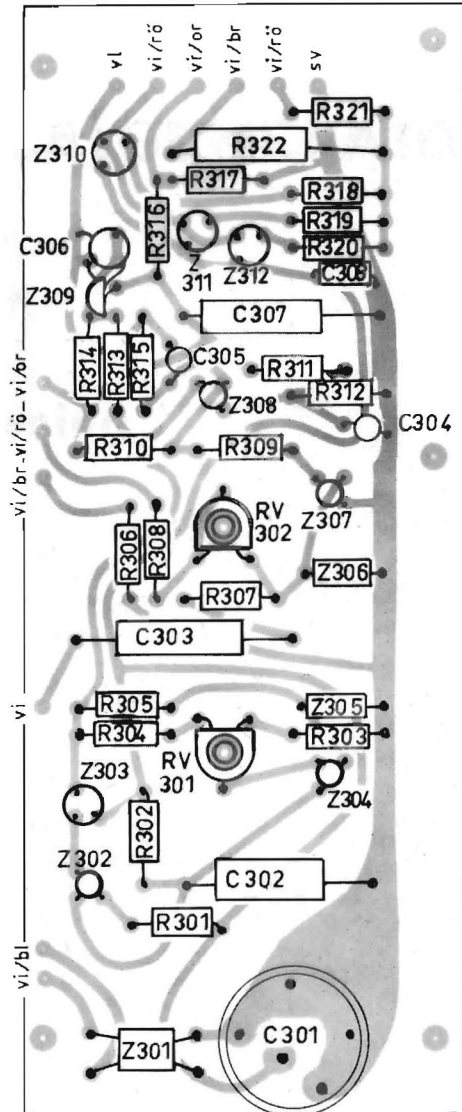 vl
vi/rö
vi/or
vi/br
vi/rö
sv
R321
Z310
R322
R317
R318
R316
R319
C306
Z
311
Z312
R320
C308
Z309
C307
R314
R313
R315
C305
R311
Z308
R312
C304
vi/br-vi/rö-vi/br
R310
R309
Z307
R306
R308
RV
302
Z306
R307
C303
vi
R305
Z305
R304
R303
RV
301
Z303
Z304
R302
Z302
C302
R301
vi/bl
C301
Z301